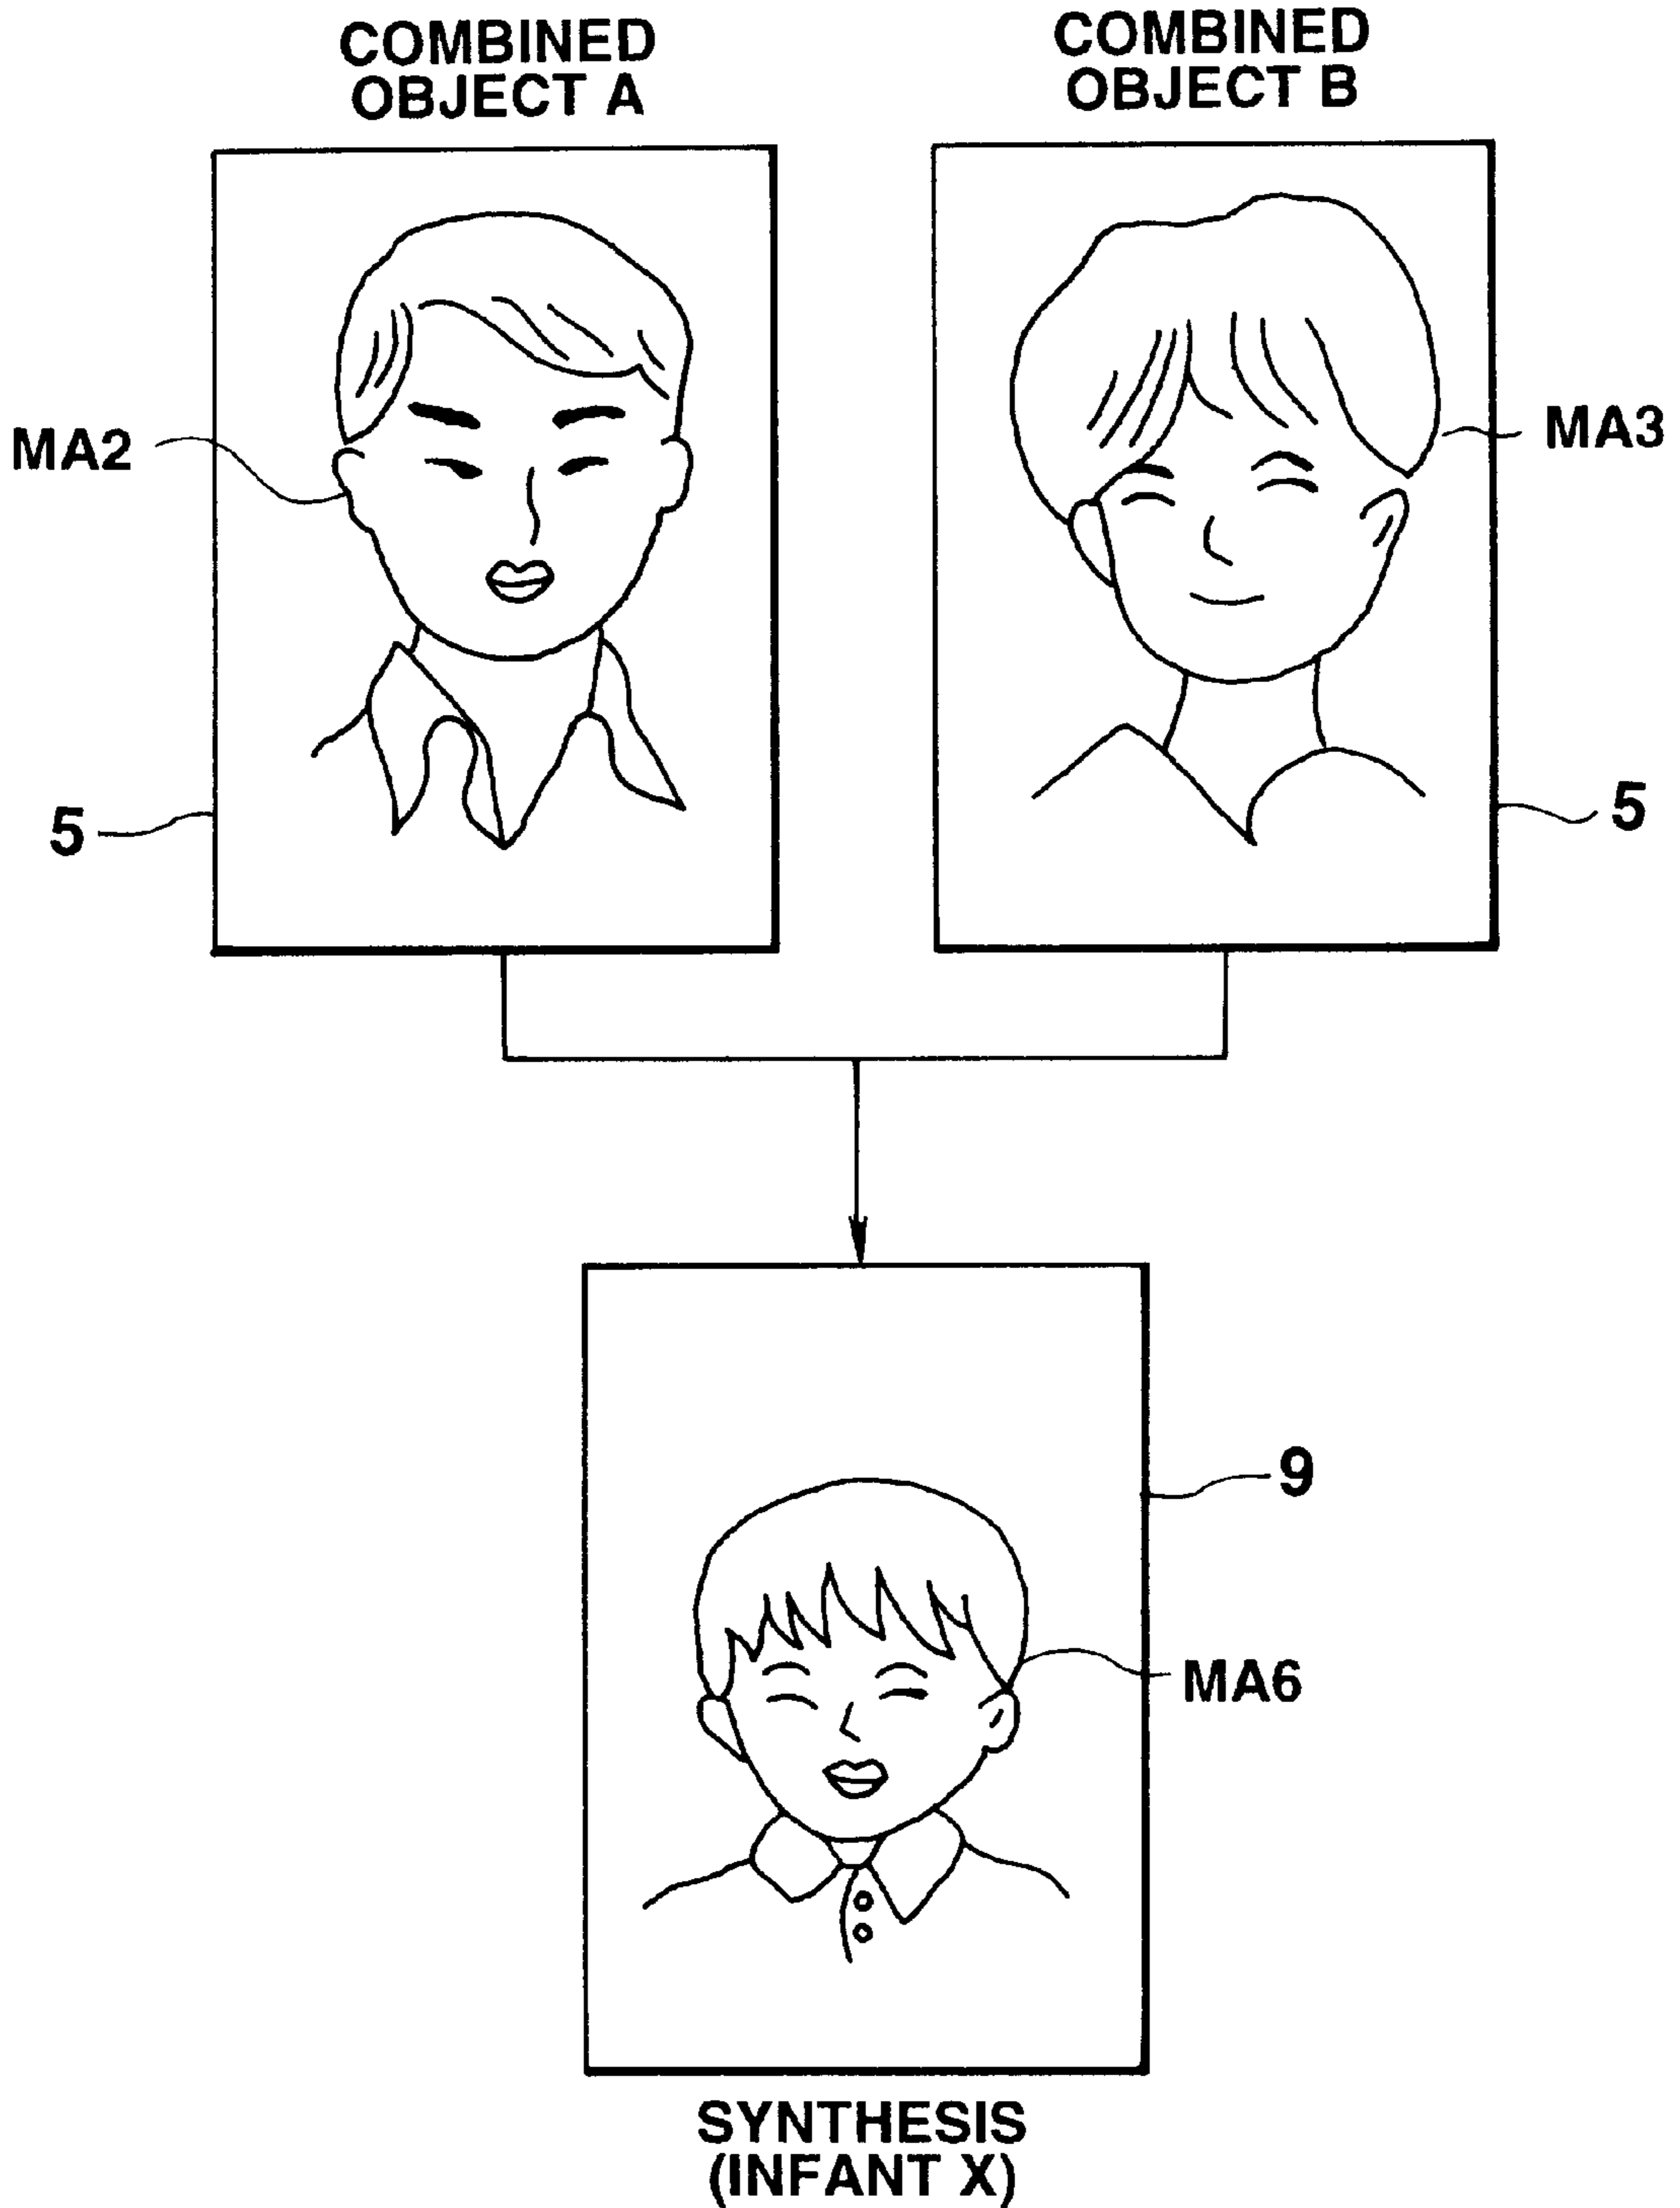 COMBINED
OBJECT A
COMBINED
OBJECT B
MA2
MA3
5
5
9
MA6
SYNTHESIS
(INFANT X)